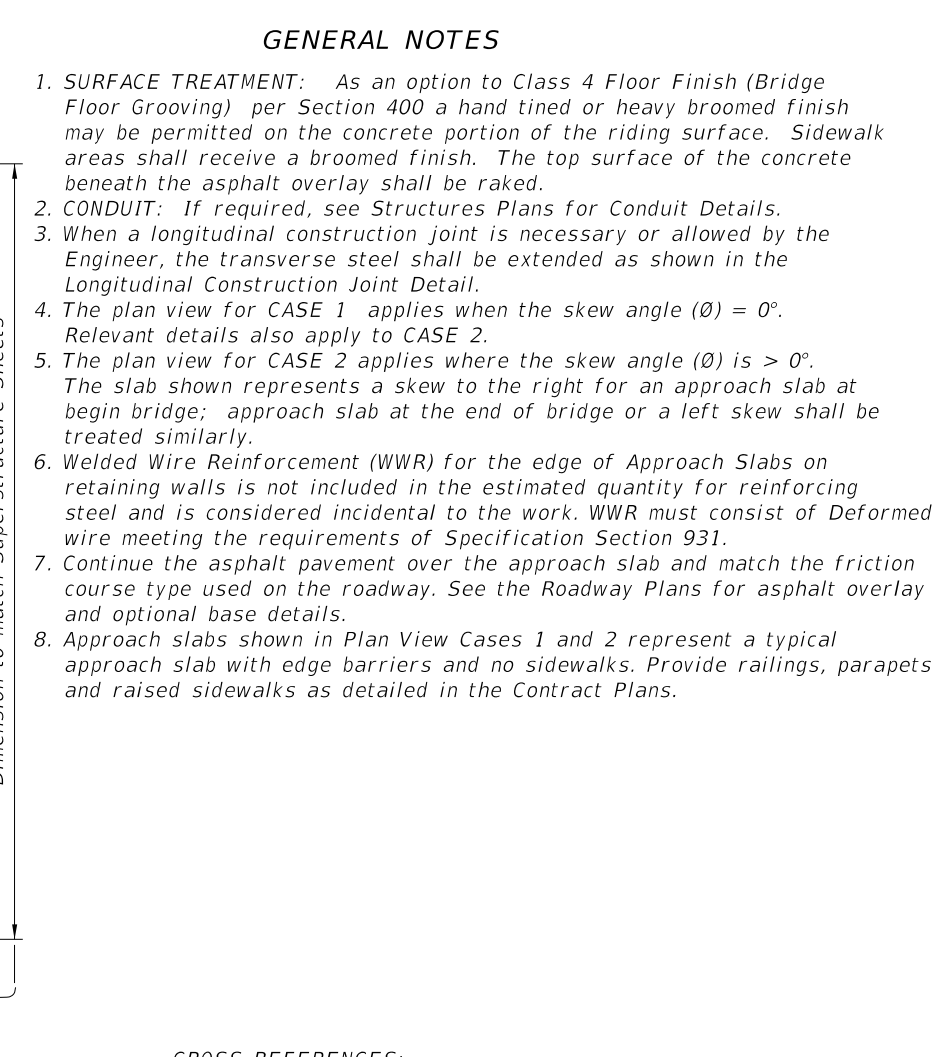 GENERAL NOTES
1. SURFACE TREATMENT: As an option to Class 4 Floor Finish (Bridge
Floor Grooving) per Section 400 a hand tined or heavy broomed finish
may be permitted on the concrete portion of the riding surface. Sidewalk
areas shall receive a broomed finish. The top surface of the concrete
beneath the asphalt overlay shall be raked.
2. CONDUIT: If required, see Structures Plans for Conduit Details.
3. When a longitudinal construction joint is necessary or allowed by the
Engineer, the transverse steel shall be extended as shown in the
Longitudinal Construction Joint Detail.
4. The plan view for CASE 1 applies when the skew angle (Ø) = 0°.
Relevant details also apply to CASE 2.
5. The plan view for CASE 2 applies where the skew angle (Ø) is > 0°.
The slab shown represents a skew to the right for an approach slab at
begin bridge; approach slab at the end of bridge or a left skew shall be
treated similarly.
6. Welded Wire Reinforcement (WWR) for the edge of Approach Slabs on
retaining walls is not included in the estimated quantity for reinforcing
steel and is considered incidental to the work. WWR must consist of Deformed
wire meeting the requirements of Specification Section 931.
7. Continue the asphalt pavement over the approach slab and match the friction
course type used on the roadway. See the Roadway Plans for asphalt overlay
and optional base details.
8. Approach slabs shown in Plan View Cases 1 and 2 represent a typical
approach slab with edge barriers and no sidewalks. Provide railings, parapets
and raised sidewalks as detailed in the Contract Plans.
Dimension to match Superstructure Sheets
CROSS REFERENCES: